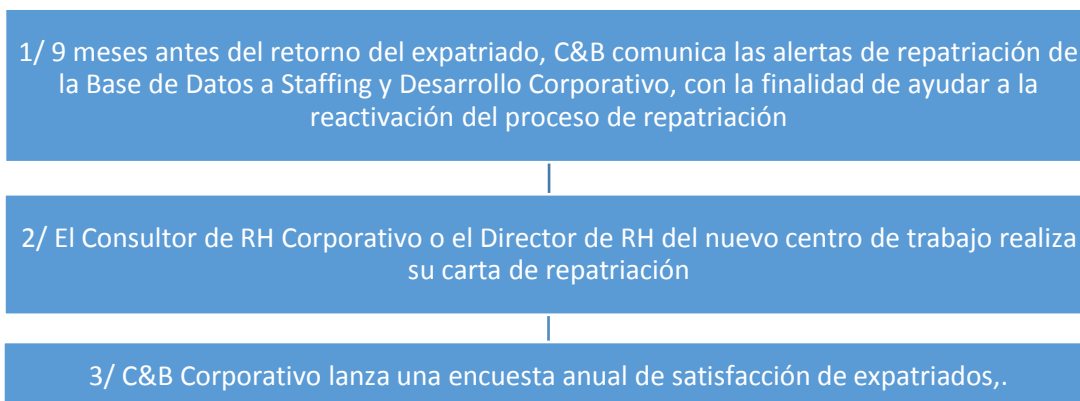 1/ 9 meses antes del retorno del expatriado, C&B comunica las alertas de repatriación de
la Base de Datos a Staffing y Desarrollo Corporativo, con la finalidad de ayudar a la
reactivación del proceso de repatriación
2/ El Consultor de RH Corporativo o el Director de RH del nuevo centro de trabajo realiza
su carta de repatriación
3/ C&B Corporativo lanza una encuesta anual de satisfacción de expatriados,.